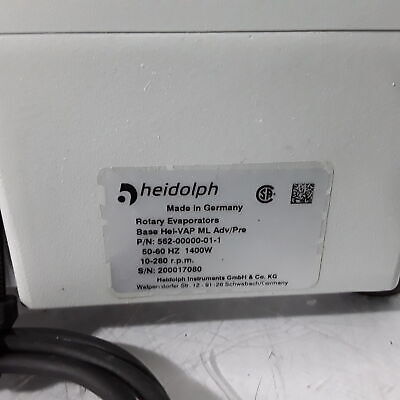 heidolph
Made in Germany
Rotary Evaporators
Base Hei-VAP ML Adv/Pre
P/N: 562-00000-01-1
50-60 HZ 1400W
10-280 r.p.m.
S/N: 200017080
Heidolph Instruments GmbH & Co. KG
Walpersdorfer Str. 12 - 91126 Schwabach/Germany